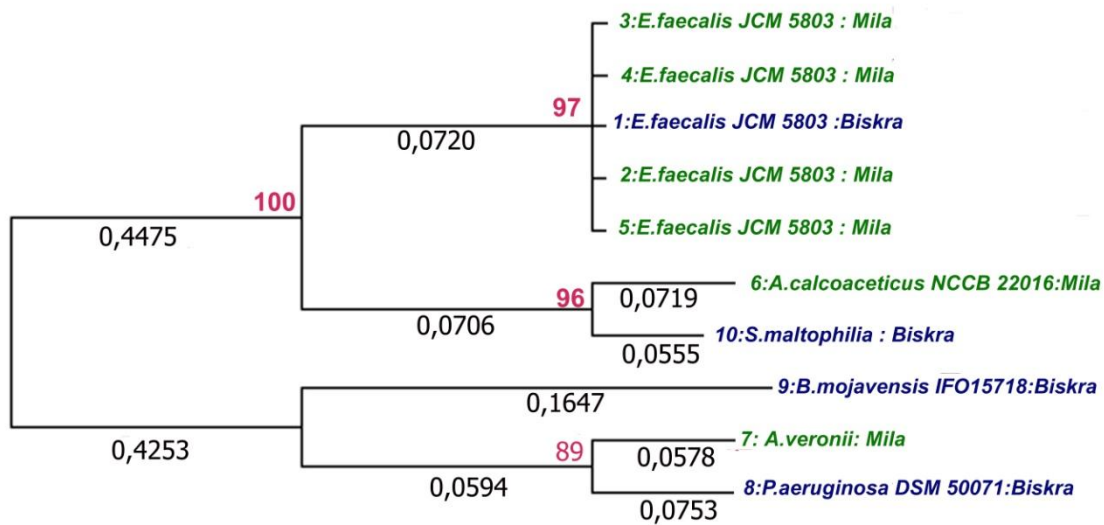 3:E.faecalis JCM 5803 : Mila
4:E.faecalis JCM 5803 : Mila
97
1:E.faecalis JCM 5803 :Biskra
0,0720
2:E.faecalis JCM 5803 : Mila
100
5:E.faecalis JCM 5803 : Mila
0,4475
6:A.calcoaceticus NCCB 22016:Mila
96
0,0719
0,0706
10:S.maltophilia : Biskra
0,0555
9:B.mojavensis IFO15718:Biskra
0,1647
7: A.veronii: Mila
0,4253
89
0,0578
0,0594
8:P.aeruginosa DSM 50071:Biskra
0,0753